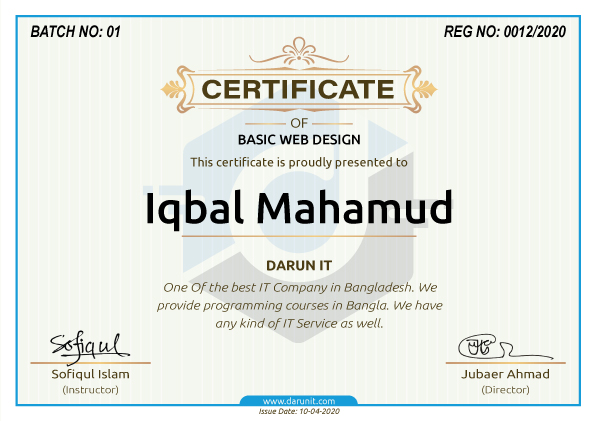 BATCH NO: 01
REG NO: 0012/2020
CERTIFICATE
OF
BASIC WEB DESIGN
This certificate is proudly presented to
Iqbal Mahamud
DARUN IT
One Of the best IT Company in Bangladesh. We
provide programming courses in Bangla. We have
any kind of IT Service as well.
Sofiqul
Sofiqul Islam
(Instructor)
Jubaer Ahmad
(Director)
www.darunit.com
Issue Date: 10-04-2020